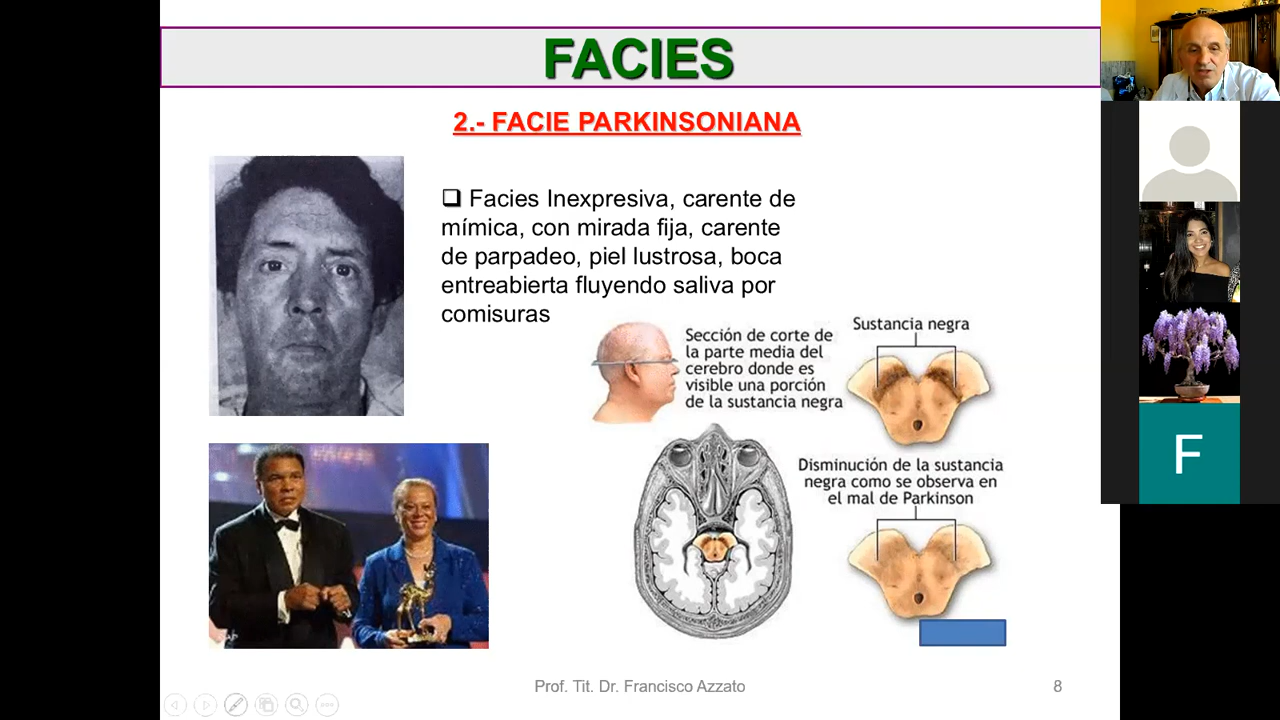 FACIES
2.- FACIE PARKINSONIANA
❑ Facies Inexpresiva, carente de
mímica, con mirada fija, carente
de parpadeo, piel lustrosa, boca
entreabierta fluyendo saliva por
comisuras
Sección de corte de
la parte media del
cerebro donde es
visible una porción
de la sustancia negra
Sustancia negra
Disminución de la sustancia
negra como se observa en
el mal de Parkinson
Prof. Tit. Dr. Francisco Azzato
8
F